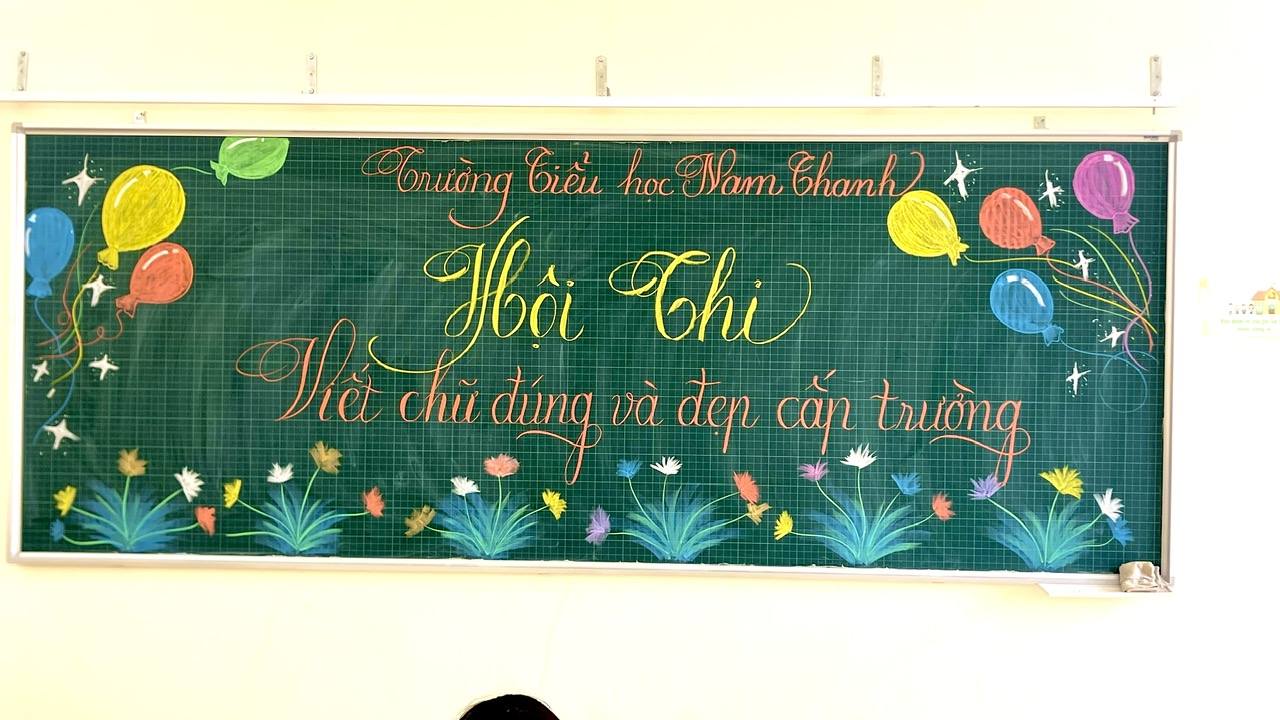 Trường Tiểu học Nam Thanh
Hội Thi
Viết chữ đúng và đẹp cấp trường